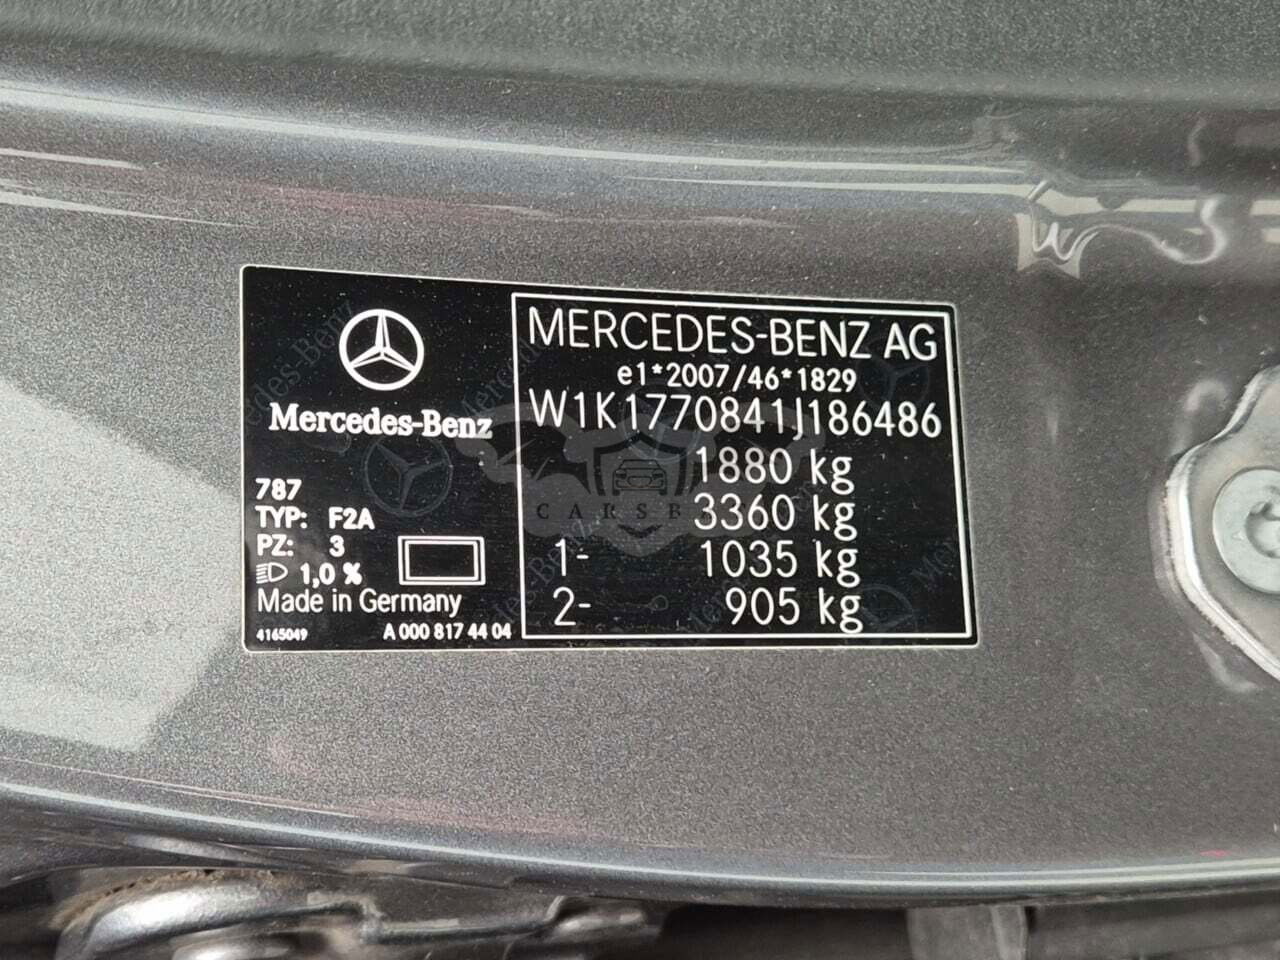 Mercedes-Benz
787
TYP: F2A
PZ: 3
1,0 %
Made in Germany
4165049 A 000 817 44 04
MERCEDES-BENZ AG
e1*2007/46*1829
W1K1770841J186486
1880 kg
3360 kg
1- 1035 kg
2- 905 kg
CARSB